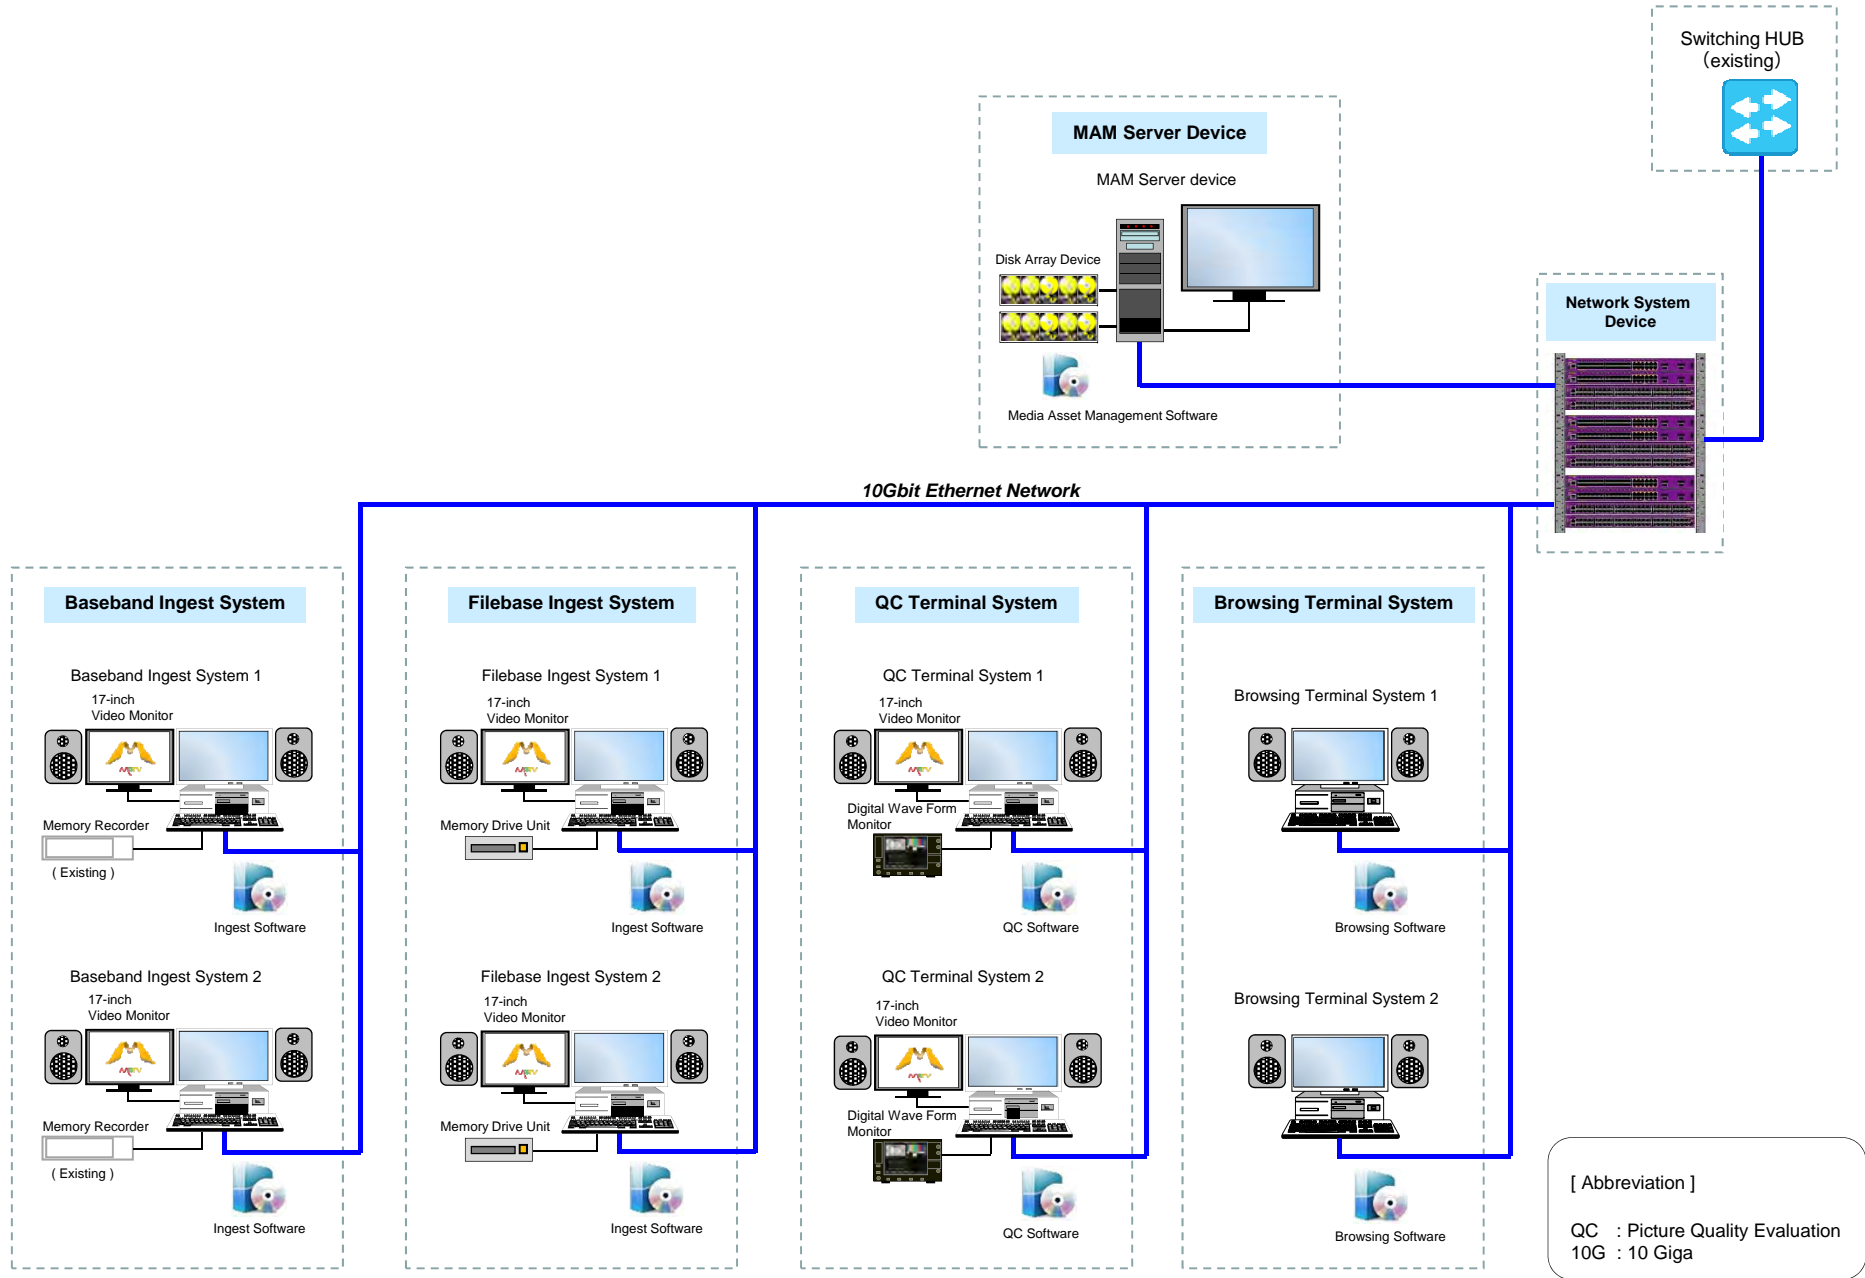 Switching HUB
(existing)
MAM Server Device
MAM Server device
Disk Array Device
Media Asset Management Software
Network System
Device
10Gbit Ethernet Network
Baseband Ingest System
Baseband Ingest System 1
17-inch
Video Monitor
Memory Recorder
( Existing )
Ingest Software
Baseband Ingest System 2
17-inch
Video Monitor
Memory Recorder
( Existing )
Ingest Software
Filebase Ingest System
Filebase Ingest System 1
17-inch
Video Monitor
Memory Drive Unit
Ingest Software
Filebase Ingest System 2
17-inch
Video Monitor
Memory Drive Unit
Ingest Software
QC Terminal System
QC Terminal System 1
17-inch
Video Monitor
Digital Wave Form
Monitor
QC Software
QC Terminal System 2
17-inch
Video Monitor
Digital Wave Form
Monitor
QC Software
Browsing Terminal System
Browsing Terminal System 1
Browsing Software
Browsing Terminal System 2
Browsing Software
[ Abbreviation ]
QC : Picture Quality Evaluation
10G : 10 Giga